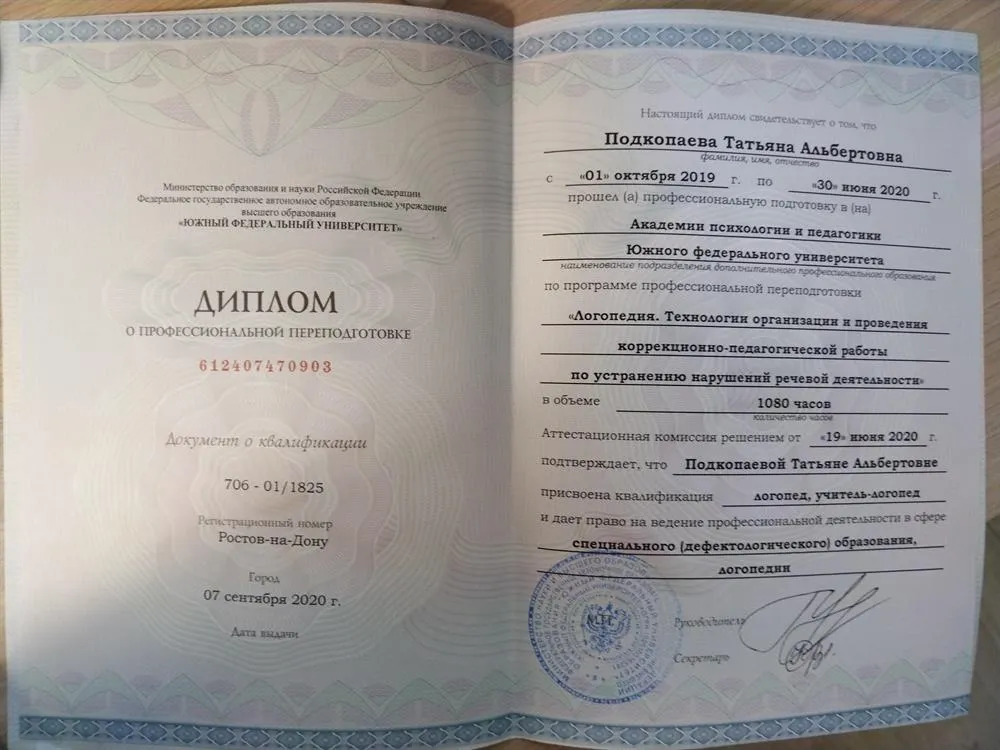 Министерство образования и науки Российской Федерации
Федеральное государственное автономное образовательное учреждение
высшего образования
«ЮЖНЫЙ ФЕДЕРАЛЬНЫЙ УНИВЕРСИТЕТ»
ДИПЛОМ
О ПРОФЕССИОНАЛЬНОЙ ПЕРЕПОДГОТОВКЕ
612407470903
Документ о квалификации
706 - 01/1825
Регистрационный номер
Ростов-на-Дону
Город
07 сентября 2020 г.
Дата выдачи
Настоящий диплом свидетельствует о том, что
Подкопаева Татьяна Альбертовна
фамилия, имя, отчество
с «01» октября 2019 г. по «30» июня 2020 г.
прошел (а) профессиональную подготовку в (на)
Академии психологии и педагогики
Южного федерального университета
наименование подразделения дополнительного профессионального образования
по программе профессиональной переподготовки
«Логопедия. Технологии организации и проведения
коррекционно-педагогической работы
по устранению нарушений речевой деятельности»
в объеме 1080 часов
количество часов
Аттестационная комиссия решением от «19» июня 2020 г.
подтверждает, что Подкопаевой Татьяне Альбертовне
присвоена квалификация логопед, учитель-логопед
и дает право на ведение профессиональной деятельности в сфере
специального (дефектологического) образования,
логопедии
Руководитель
Секретарь